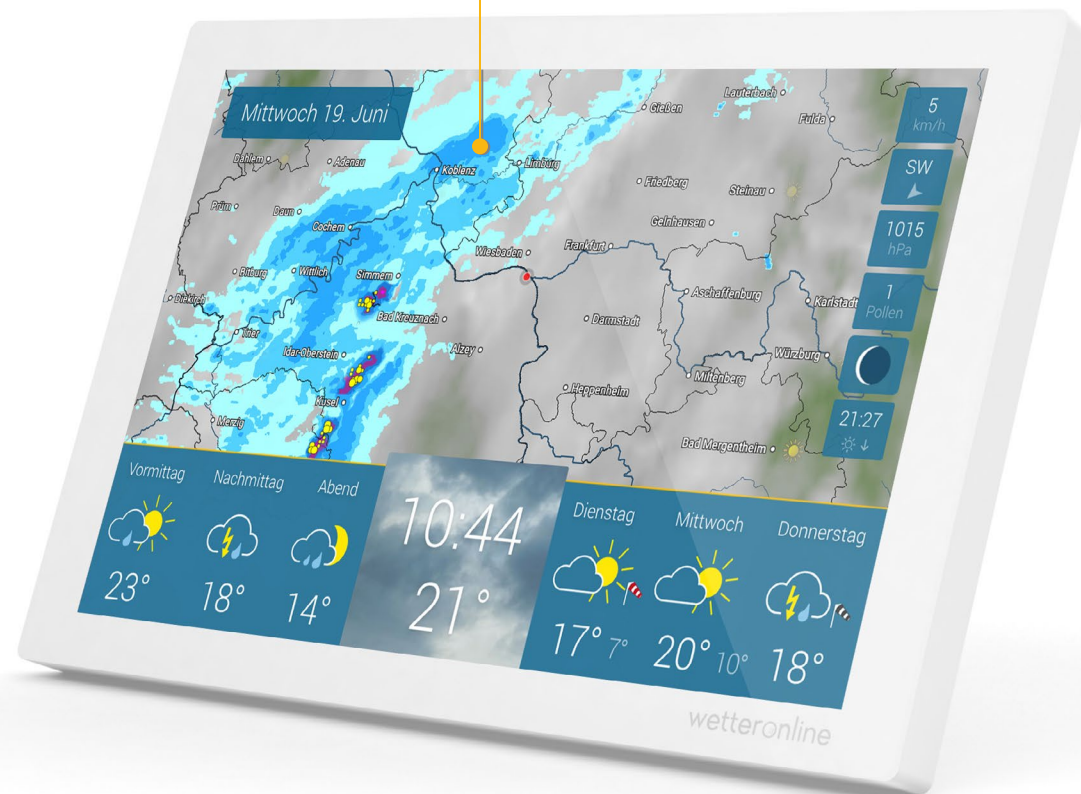 Mittwoch 19. Juni
Lauterbach
Gießen
Fulda
Dahlem
Adenau
Koblenz
Limburg
Friedberg
Steinau
Prüm
Daun
Cochem
Gelnhausen
Wiesbaden
Frankfurt
Bitburg
Wittlich
Simmern
Diekirch
Bad Kreuznach
Aschaffenburg
Karlstadt
Trier
Darmstadt
Idar-Oberstein
Alzey
Würzburg
Kusel
Heppenheim
Miltenberg
Merzig
Bad Mergentheim
5
km/h
SW
1015
hPa
1
Pollen
21:27
Vormittag
23°
Nachmittag
18°
Abend
14°
10:44
21°
Dienstag
17° 7°
Mittwoch
20° 10°
Donnerstag
18°
wetteronline